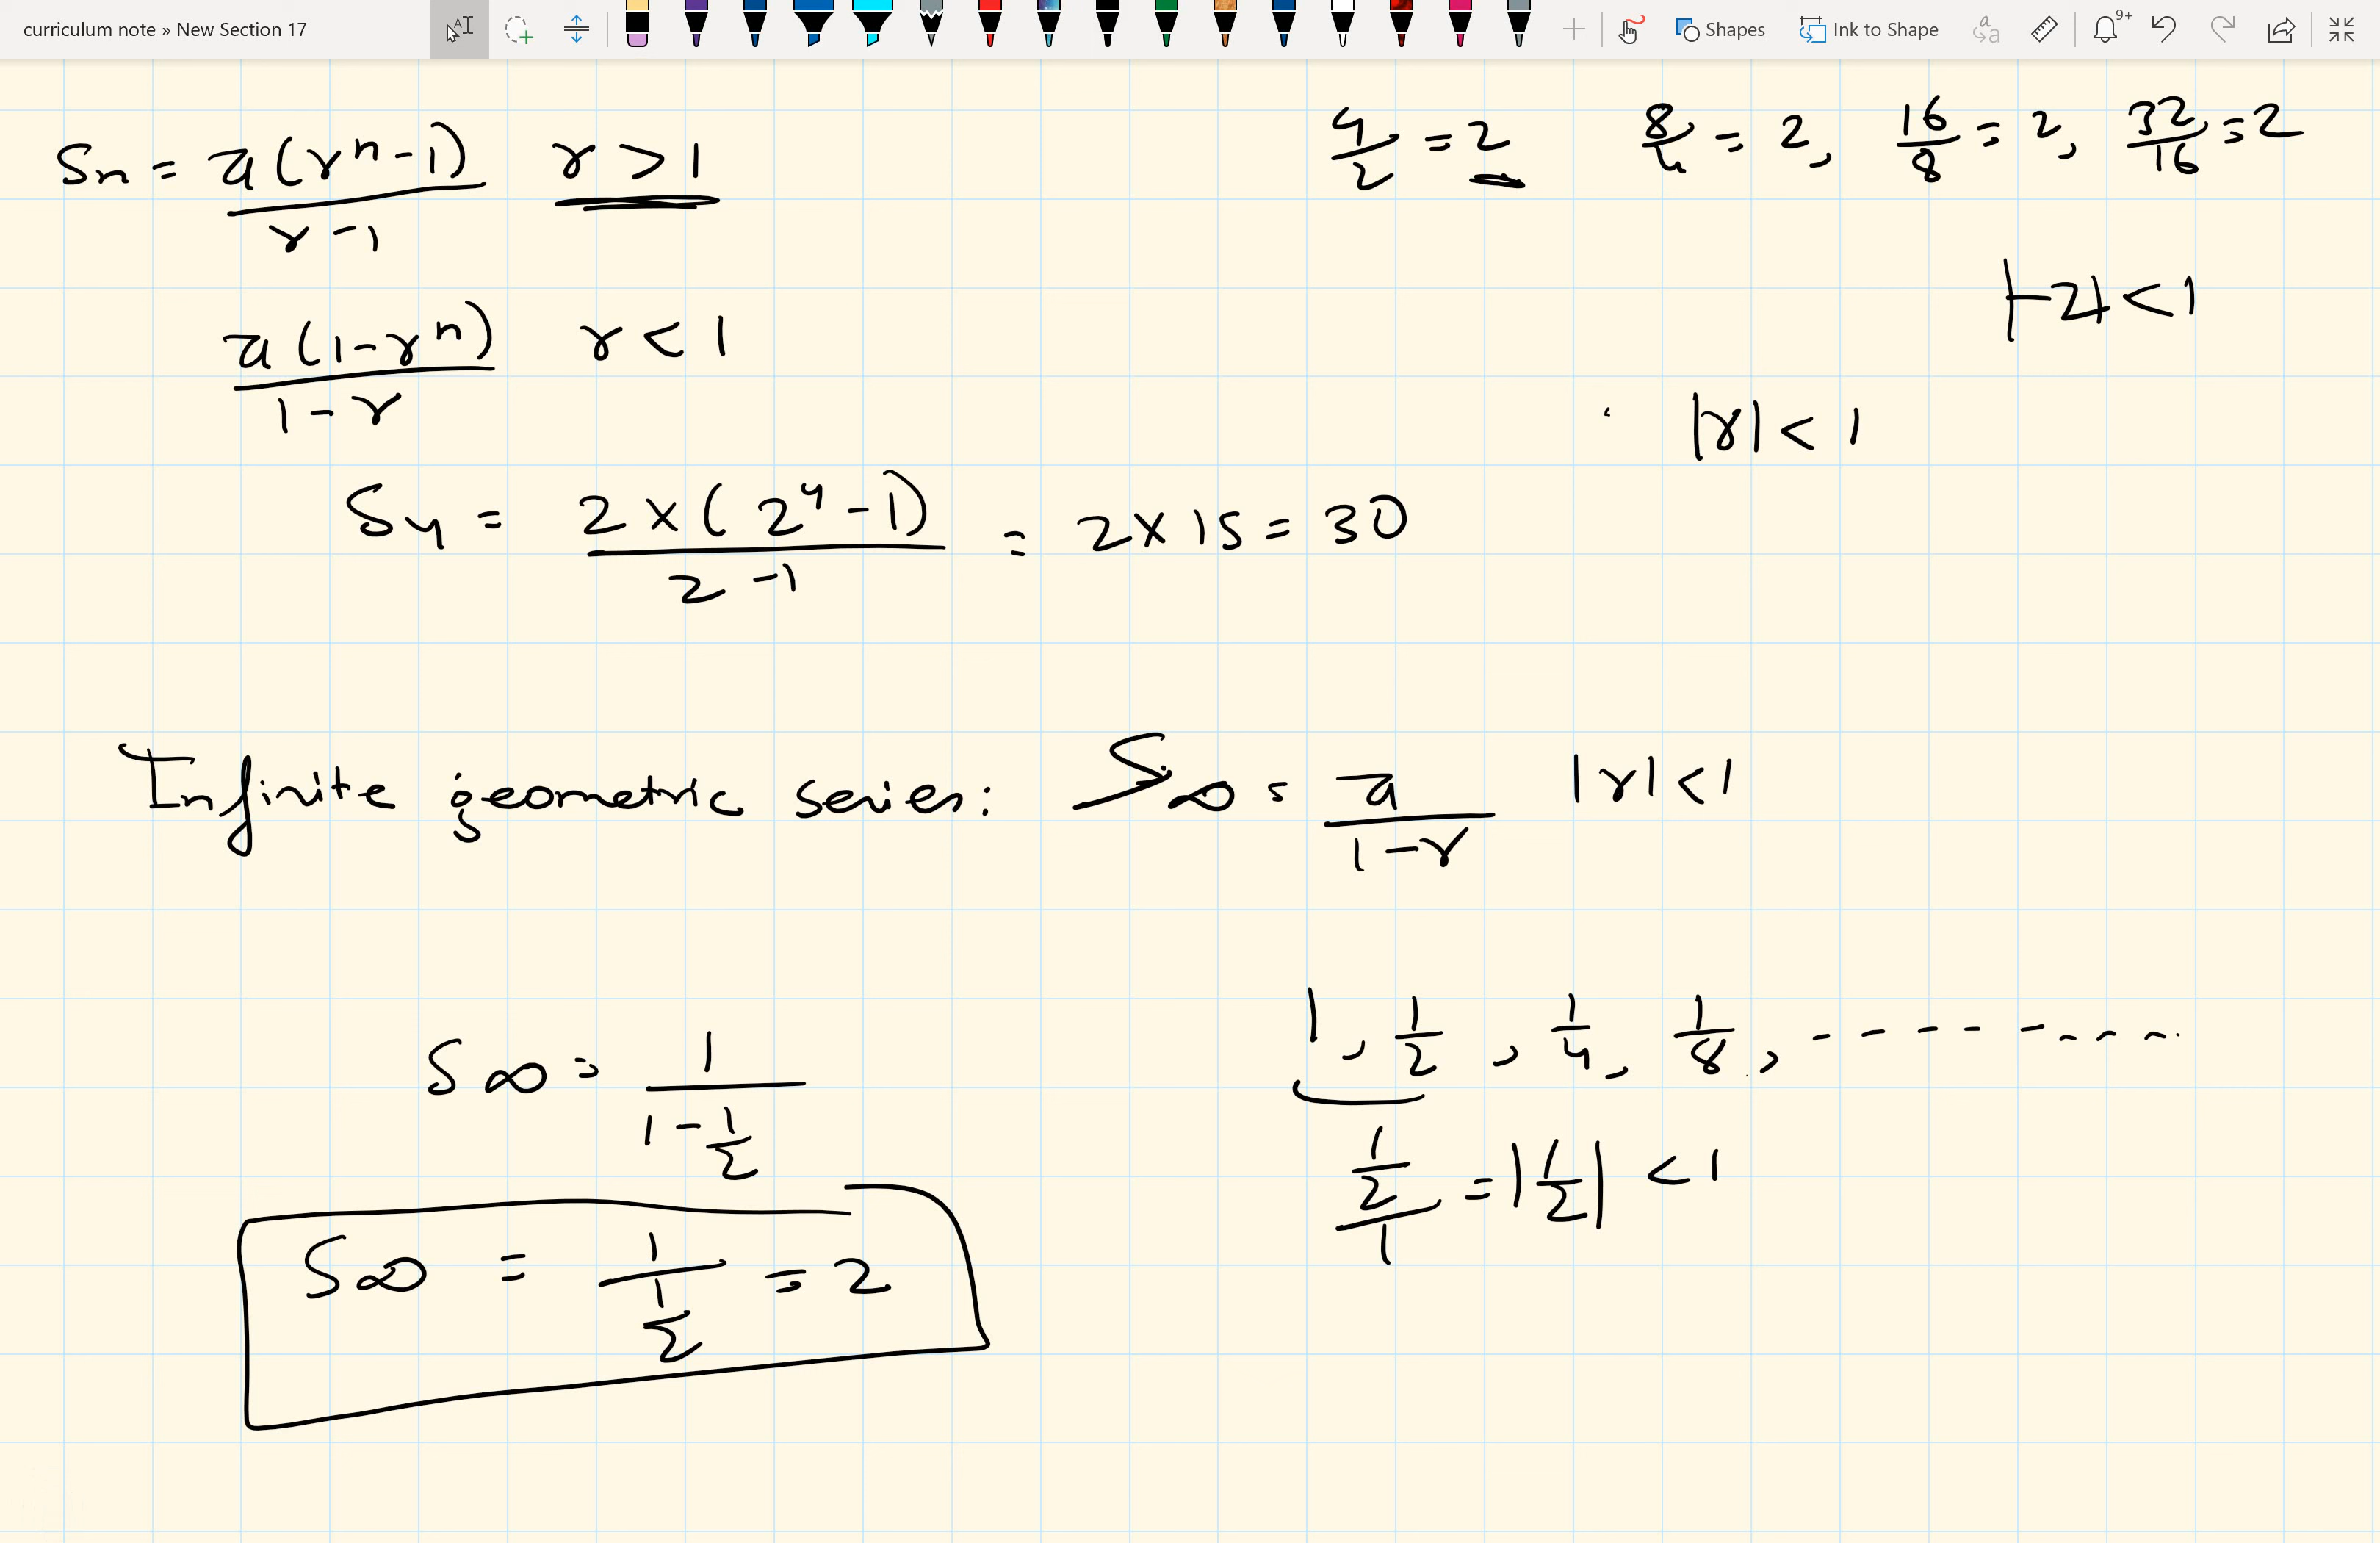 curriculum note » New Section 17
Shapes
Ink to Shape
9+
Sn = a(r^n - 1) / (r - 1)   r > 1
4/2 = 2   8/4 = 2,   16/8 = 2,   32/16 = 2
|-2| < 1
a(1 - r^n) / (1 - r)   r < 1
|r| < 1
S4 = 2 × (2^4 - 1) / (2 - 1) = 2 × 15 = 30
Infinite geometric series: S∞ = a / (1 - r)   |r| < 1
1, 1/2, 1/4, 1/8, ----------
S∞ = 1 / (1 - 1/2)
(1/2) / 1 = |1/2| < 1
S∞ = 1 / (1/2) = 2